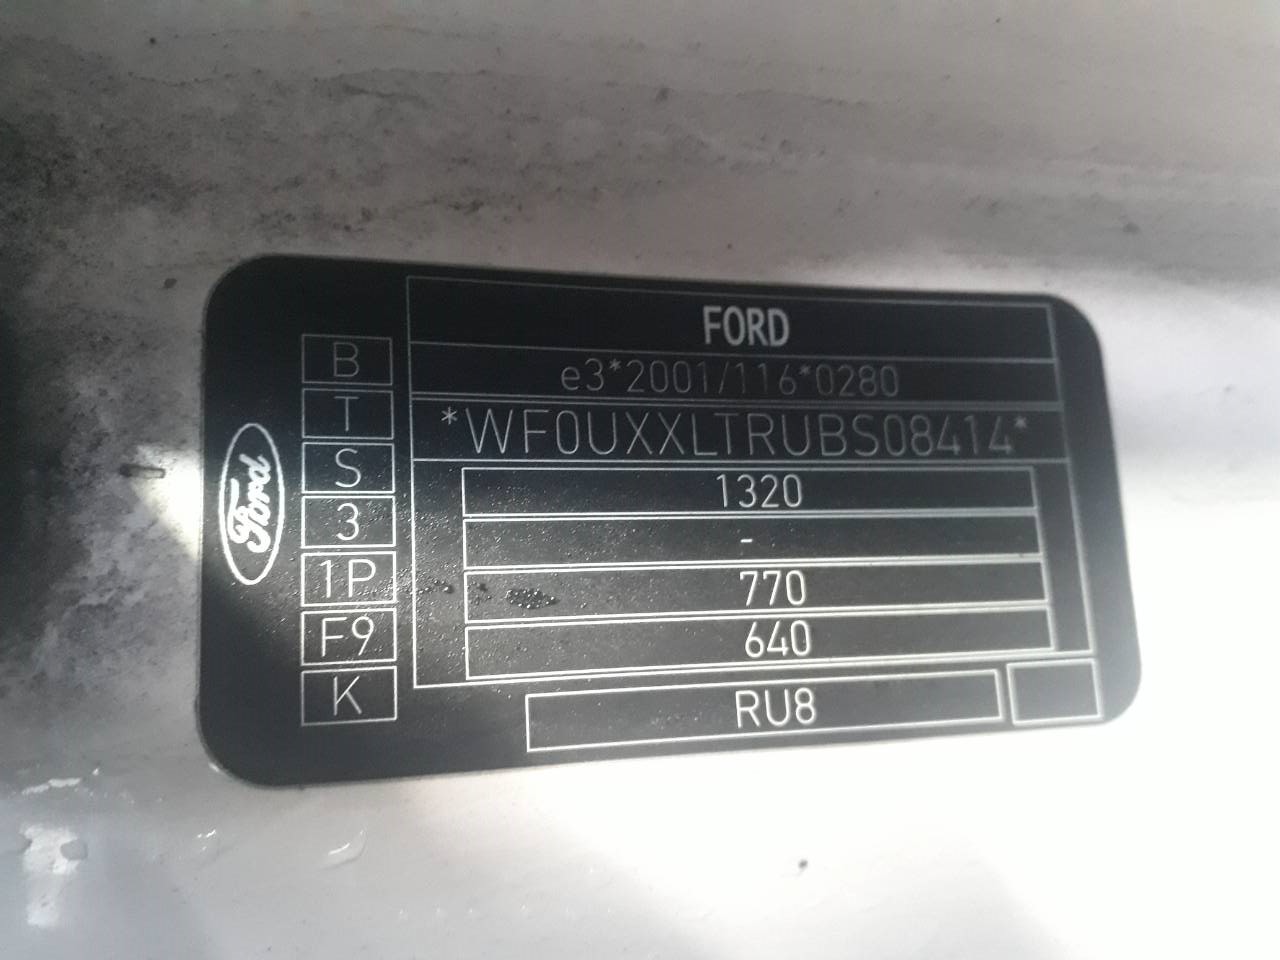 FORD
B
e3*2001/116*0280
T
*WF0UXXLTRUBS08414*
S
1320
3
-
1P
770
F9
640
K
RU8
Ford